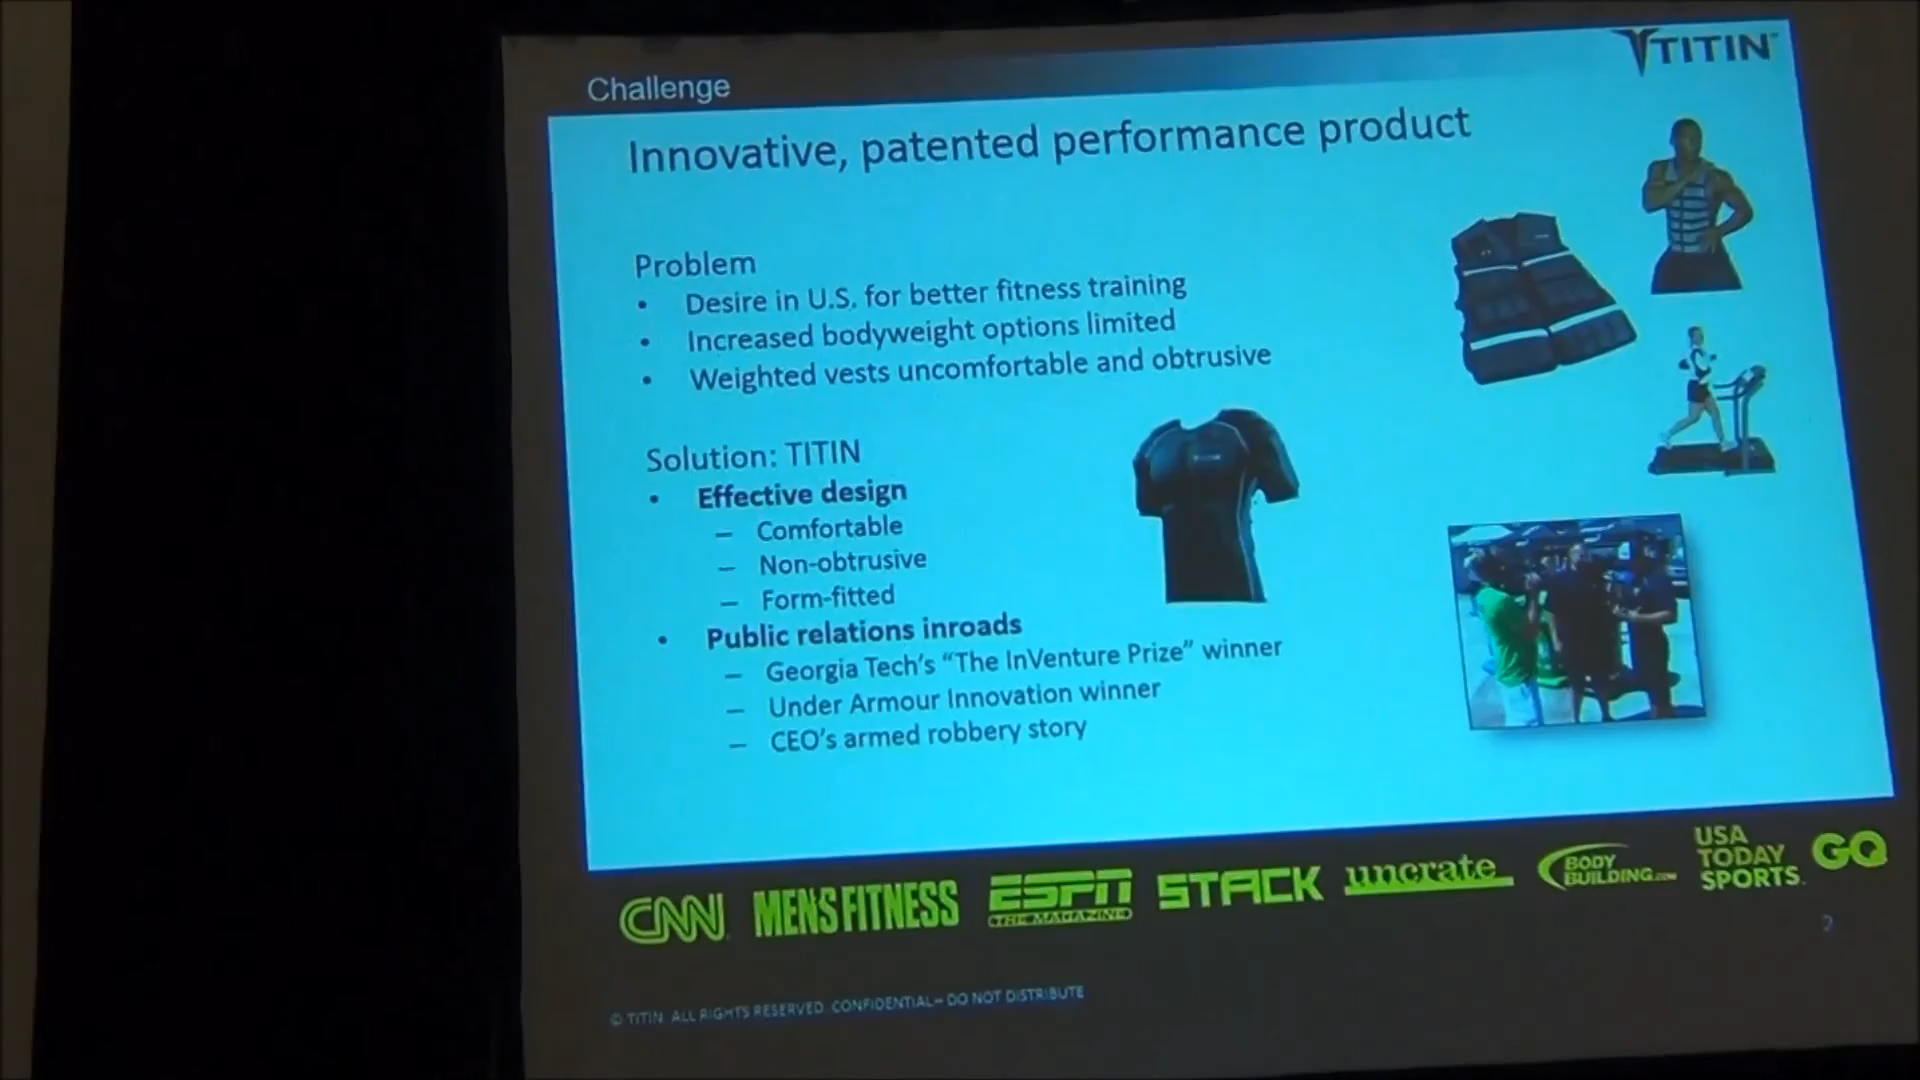 Challenge
TITIN™
Innovative, patented performance product
Problem
• Desire in U.S. for better fitness training
• Increased bodyweight options limited
• Weighted vests uncomfortable and obtrusive
Solution: TITIN
• Effective design
– Comfortable
– Non-obtrusive
– Form-fitted
• Public relations inroads
– Georgia Tech's “The InVenture Prize” winner
– Under Armour Innovation winner
– CEO's armed robbery story
CNN
MEN'S FITNESS
ESPN
THE MAGAZINE
STACK
uncrate
BODY
BUILDING.com
USA
TODAY
SPORTS.
GQ
2
© TITIN. ALL RIGHTS RESERVED. CONFIDENTIAL – DO NOT DISTRIBUTE